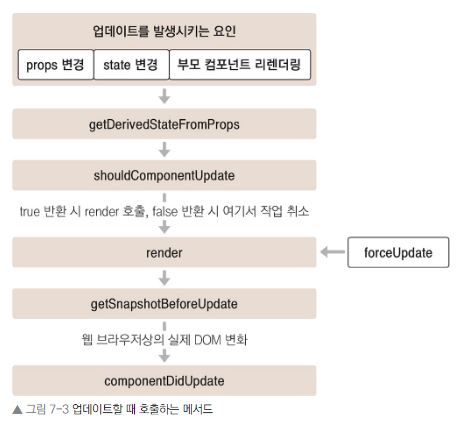 업데이트를 발생시키는 요인
props 변경
state 변경
부모 컴포넌트 리렌더링
getDerivedStateFromProps
shouldComponentUpdate
true 반환 시 render 호출, false 반환 시 여기서 작업 취소
render
forceUpdate
getSnapshotBeforeUpdate
웹 브라우저상의 실제 DOM 변화
componentDidUpdate
▲ 그림 7-3 업데이트할 때 호출하는 메서드